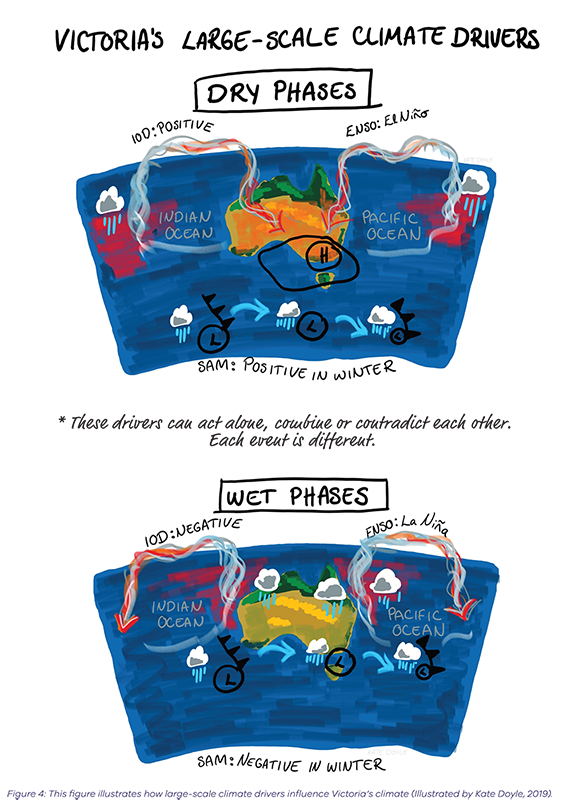 VICTORIA'S LARGE-SCALE CLIMATE DRIVERS
DRY PHASES
IOD: POSITIVE
ENSO: El Niño
INDIAN
OCEAN
PACIFIC
OCEAN
H
L
L
L
SAM: POSITIVE IN WINTER
* These drivers can act alone, combine or contradict each other.
Each event is different.
WET PHASES
IOD: NEGATIVE
ENSO: La Niña
INDIAN
OCEAN
PACIFIC
OCEAN
L
L
L
SAM: NEGATIVE IN WINTER
Figure 4: This figure illustrates how large-scale climate drivers influence Victoria's climate (Illustrated by Kate Doyle, 2019).